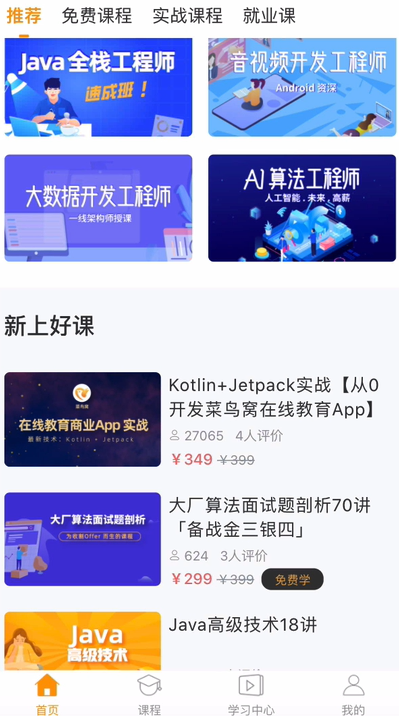 推荐 免费课程 实战课程 就业课
Java 全栈工程师
速成班！
音视频开发工程师
Android 资深
大数据开发工程师
一线架构师授课
AI 算法工程师
人工智能 . 未来 . 高薪
新上好课
菜鸟窝
在线教育商业App 实战
最新技术：Kotlin + Jetpack
Kotlin+Jetpack实战【从0
开发菜鸟窝在线教育App】
27065 4人评价
￥349 ￥399
大厂算法面试题剖析
为收割Offer 而生的课程
大厂算法面试题剖析70讲
「备战金三银四」
624 3人评价
￥299 ￥399 免费学
Java
高级技术
Java高级技术18讲
首页 课程 学习中心 我的